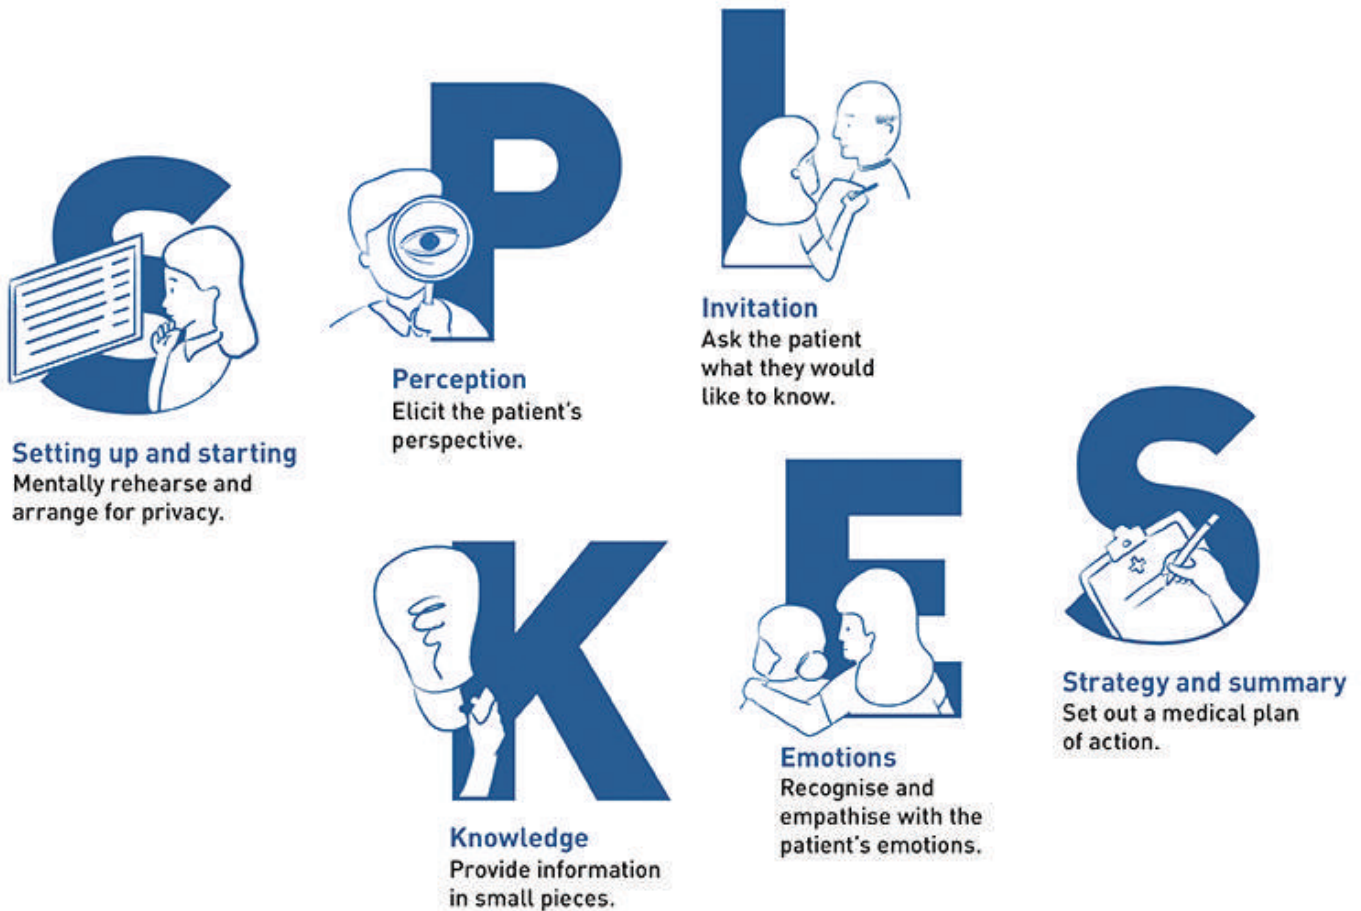 S
Setting up and starting
Mentally rehearse and
arrange for privacy.
P
Perception
Elicit the patient's
perspective.
I
Invitation
Ask the patient
what they would
like to know.
K
Knowledge
Provide information
in small pieces.
E
Emotions
Recognise and
empathise with the
patient's emotions.
S
Strategy and summary
Set out a medical plan
of action.